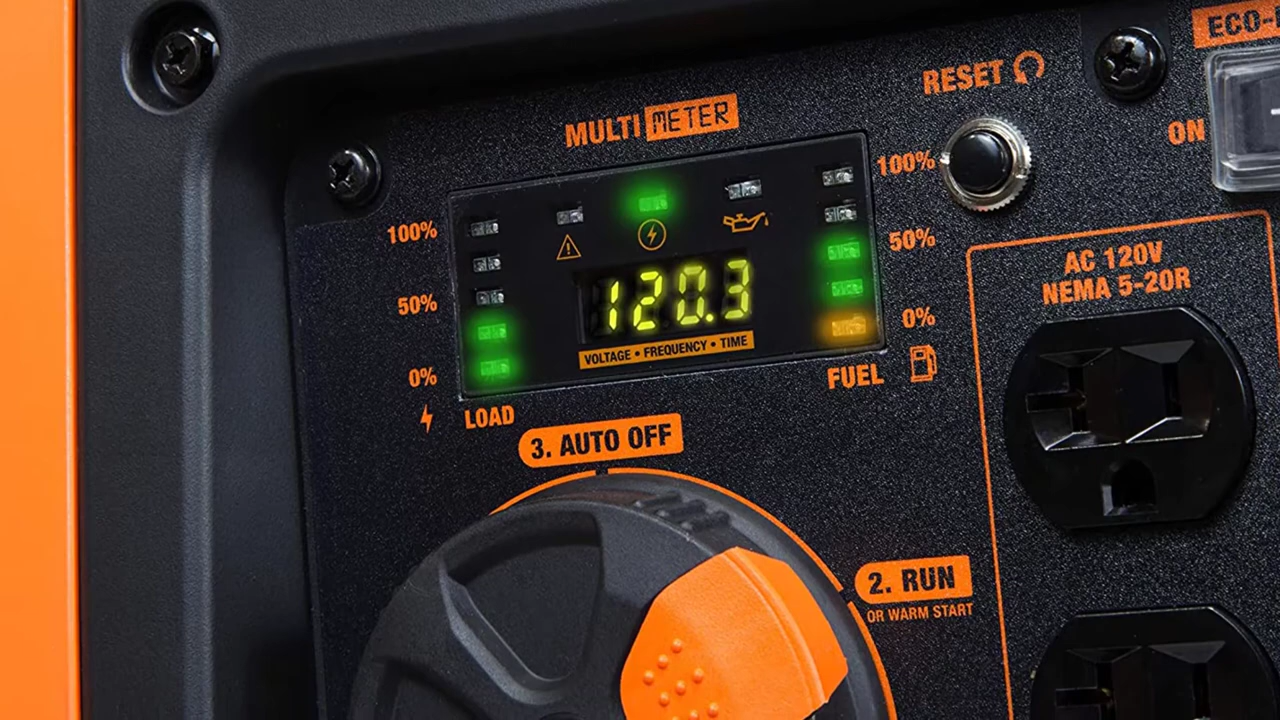 ECO-
RESET
MULTI METER
ON
100%
100%
50%
50%
120.3
VOLTAGE • FREQUENCY • TIME
0%
0%
FUEL
LOAD
AC 120V
NEMA 5-20R
3. AUTO OFF
2. RUN
OR WARM START